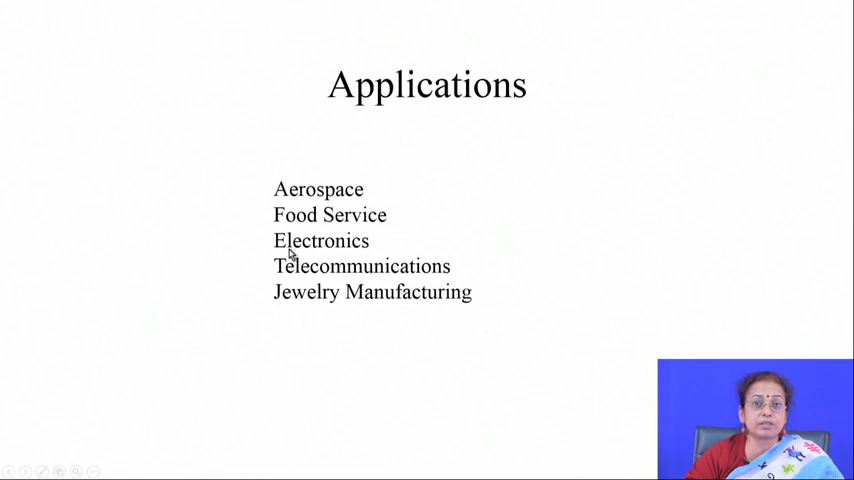 Applications
Aerospace
Food Service
Electronics
Telecommunications
Jewelry Manufacturing